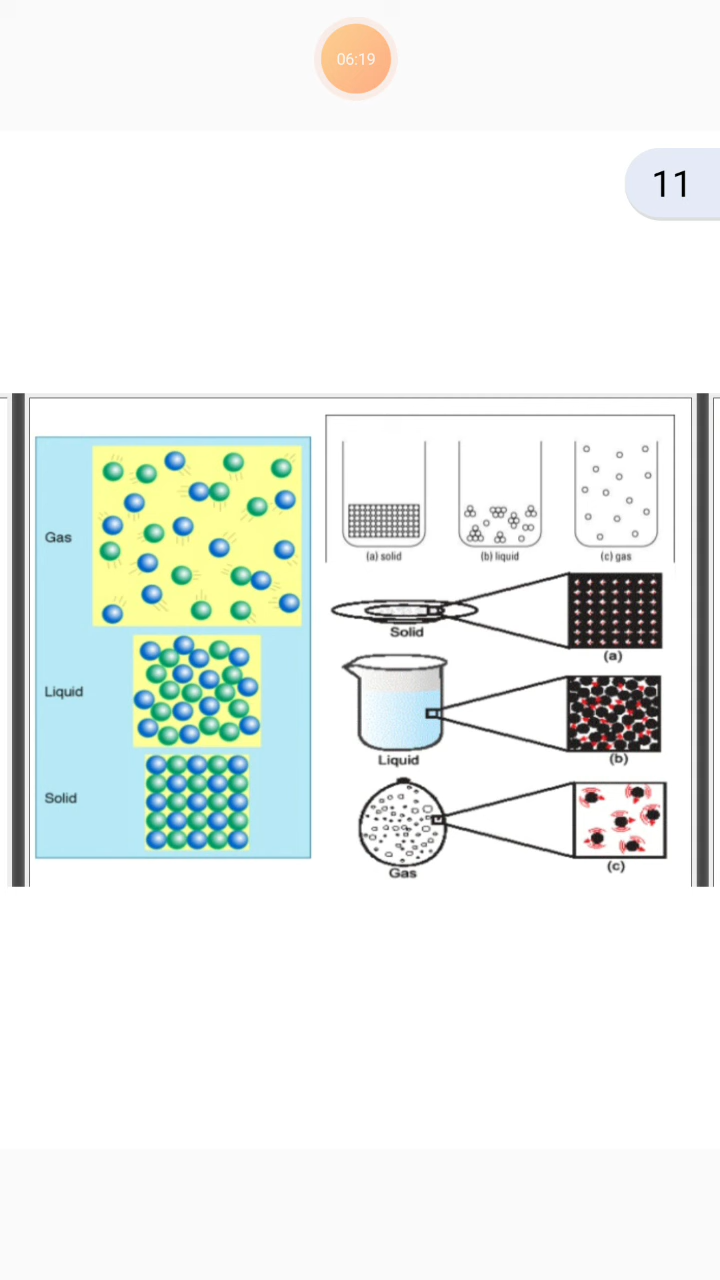 06:19
11
Gas
Liquid
Solid
(a) solid
(b) liquid
(c) gas
Solid
(a)
Liquid
(b)
Gas
(c)